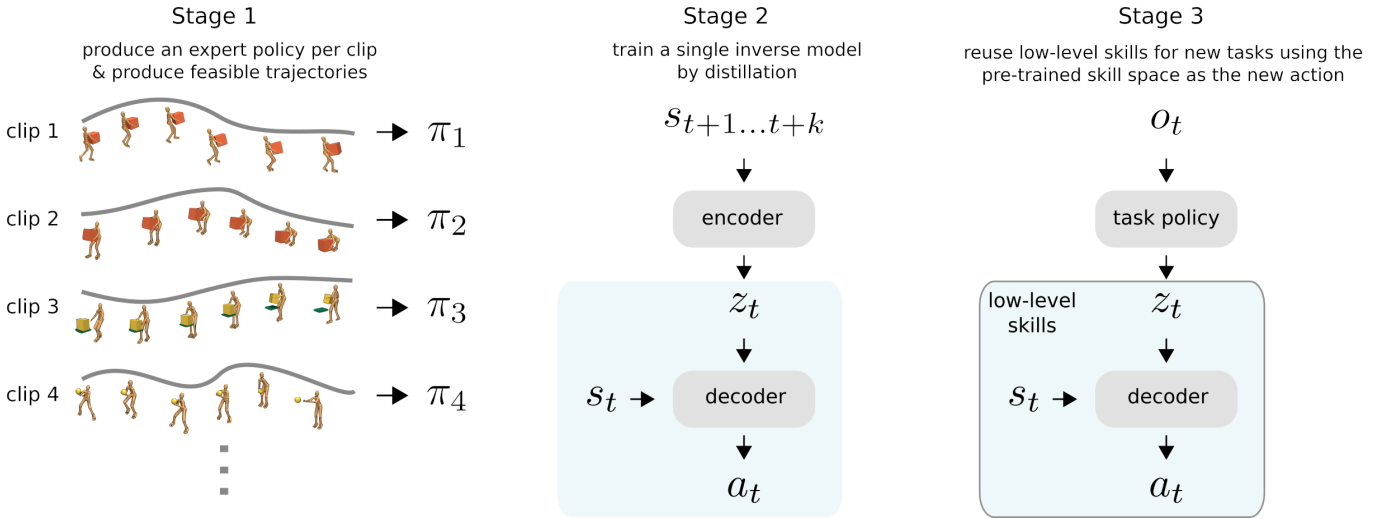 Stage 1
produce an expert policy per clip
& produce feasible trajectories
clip 1
π1
clip 2
π2
clip 3
π3
clip 4
π4
Stage 2
train a single inverse model
by distillation
st+1...t+k
encoder
zt
st
decoder
at
Stage 3
reuse low-level skills for new tasks using the
pre-trained skill space as the new action
ot
task policy
low-level
skills
zt
st
decoder
at